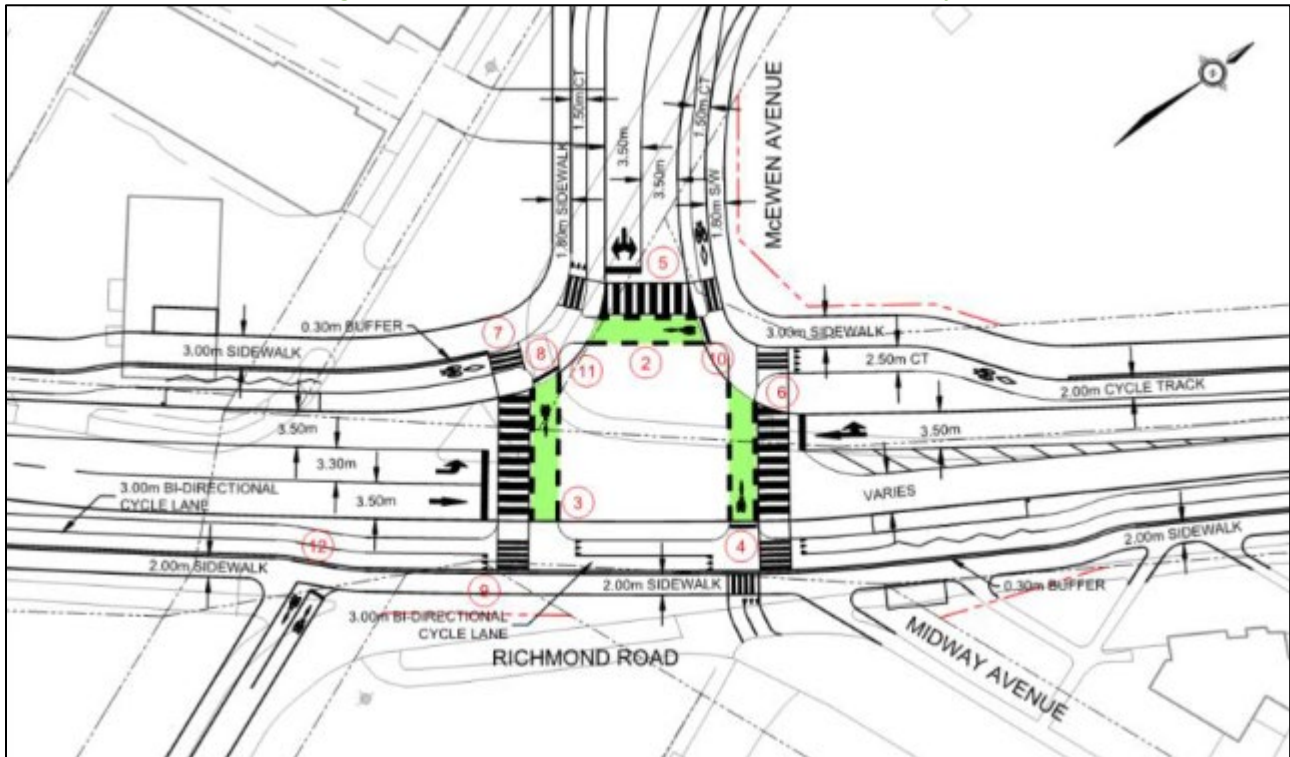 1.50m CT
1.50m CT
McEWEN AVENUE
3.50m
3.50m
1.80m SIDEWALK
1.80m S/W
5
0.30m BUFFER
7
3.00m SIDEWALK
3.00m SIDEWALK
8
11
2
10
2.50m CT
2.00m CYCLE TRACK
6
3.50m
3.50m
3.30m
3.00m BI-DIRECTIONAL
CYCLE LANE
3.50m
VARIES
3
4
12
2.00m SIDEWALK
2.00m SIDEWALK
9
2.00m SIDEWALK
0.30m BUFFER
3.00m BI-DIRECTIONAL
CYCLE LANE
RICHMOND ROAD
MIDWAY AVENUE